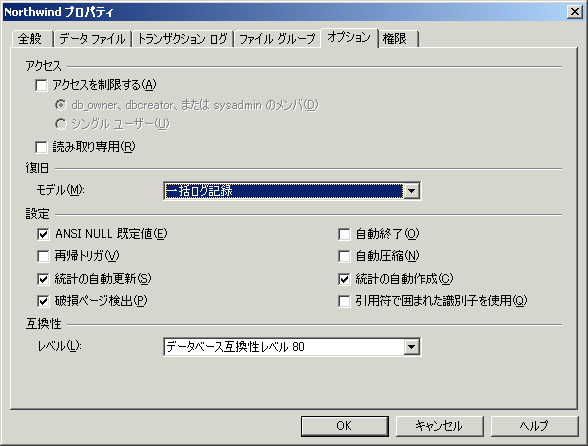 Northwind プロパティ
全般 データ ファイル トランザクション ログ ファイル グループ オプション 権限
アクセス
アクセスを制限する(A)
db_owner、dbcreator、または sysadmin のメンバ(D)
シングル ユーザー(U)
読み取り専用(R)
復旧
モデル(M): 一括ログ記録
設定
ANSI NULL 既定値(E) 自動終了(O)
再帰トリガ(V) 自動圧縮(N)
統計の自動更新(S) 統計の自動作成(C)
破損ページ検出(P) 引用符で囲まれた識別子を使用(Q)
互換性
レベル(L): データベース互換性レベル 80
OK キャンセル ヘルプ